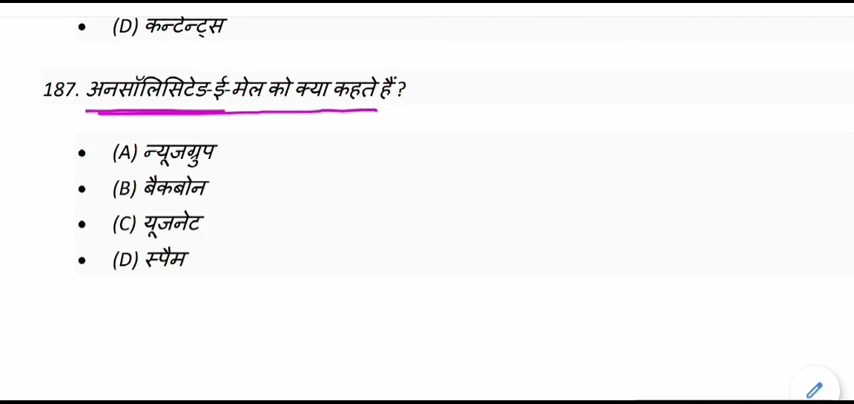 • (D) कन्टेन्ट्स
187. अनसॉलिसिटेड-ई-मेल को क्या कहते हैं ?
• (A) न्यूजग्रुप
• (B) बैकबोन
• (C) यूजनेट
• (D) स्पैम